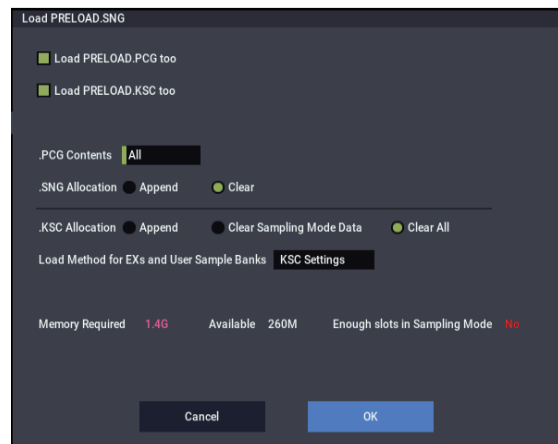 Load PRELOAD.SNG
Load PRELOAD.PCG too
Load PRELOAD.KSC too
.PCG Contents All
.SNG Allocation Append Clear
.KSC Allocation Append Clear Sampling Mode Data Clear All
Load Method for EXs and User Sample Banks KSC Settings
Memory Required 1.4G Available 260M Enough slots in Sampling Mode No
Cancel OK